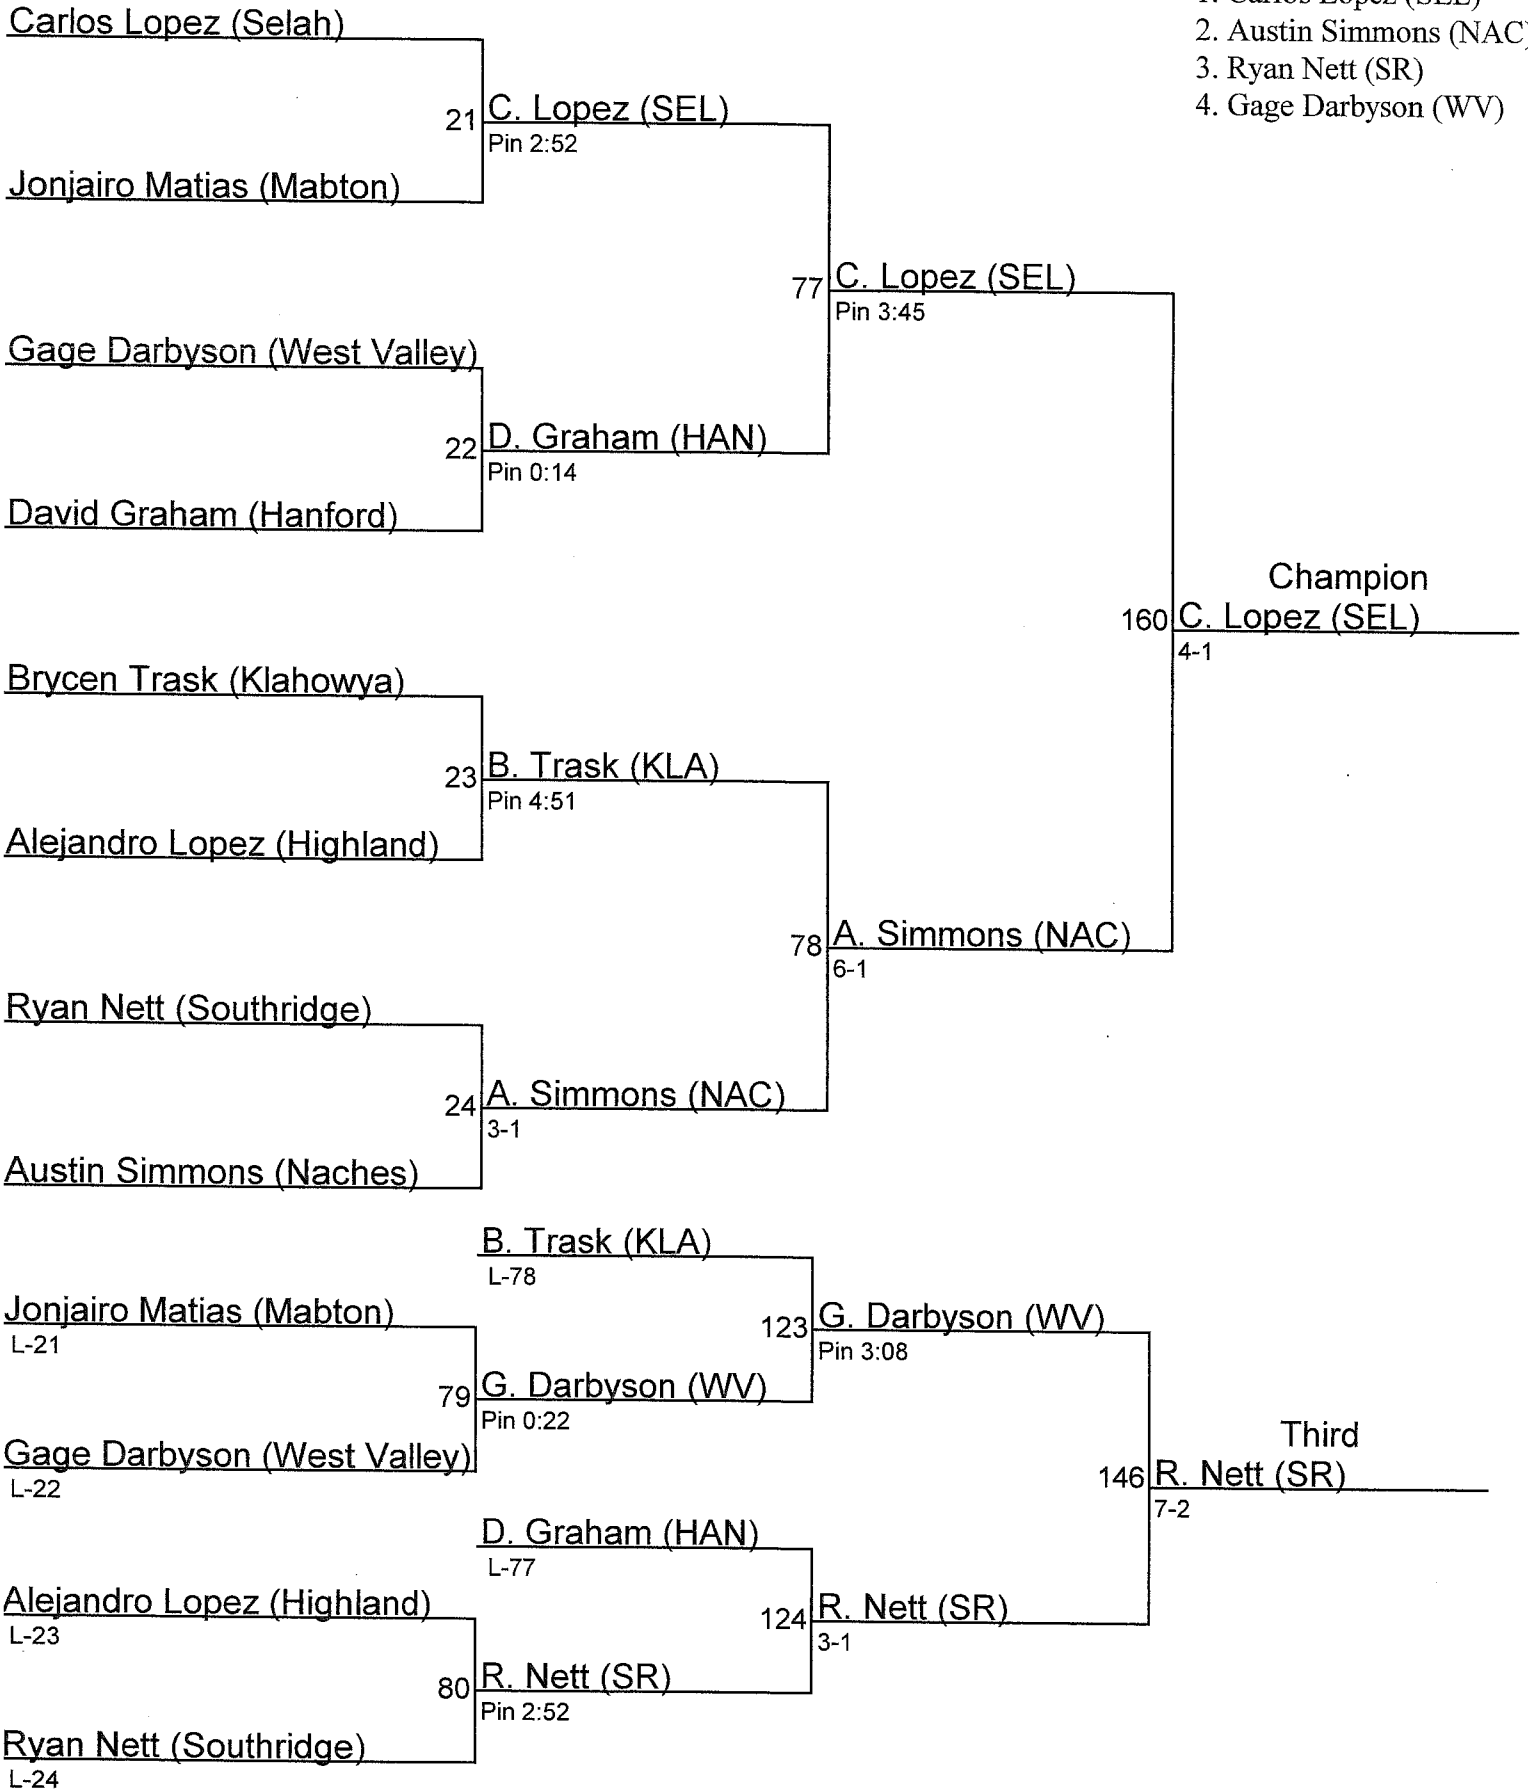 Carlos Lopez (Selah)
1. Carlos Lopez (SEL)
2. Austin Simmons (NAC)
3. Ryan Nett (SR)
4. Gage Darbyson (WV)
21 C. Lopez (SEL)
Pin 2:52
Jonjairo Matias (Mabton)
77 C. Lopez (SEL)
Pin 3:45
Gage Darbyson (West Valley)
22 D. Graham (HAN)
Pin 0:14
David Graham (Hanford)
Champion
160 C. Lopez (SEL)
4-1
Brycen Trask (Klahowya)
23 B. Trask (KLA)
Pin 4:51
Alejandro Lopez (Highland)
78 A. Simmons (NAC)
6-1
Ryan Nett (Southridge)
24 A. Simmons (NAC)
3-1
Austin Simmons (Naches)
B. Trask (KLA)
L-78
Jonjairo Matias (Mabton)
L-21
123 G. Darbyson (WV)
Pin 3:08
79 G. Darbyson (WV)
Pin 0:22
Gage Darbyson (West Valley)
L-22
Third
146 R. Nett (SR)
7-2
D. Graham (HAN)
L-77
Alejandro Lopez (Highland)
L-23
124 R. Nett (SR)
3-1
80 R. Nett (SR)
Pin 2:52
Ryan Nett (Southridge)
L-24